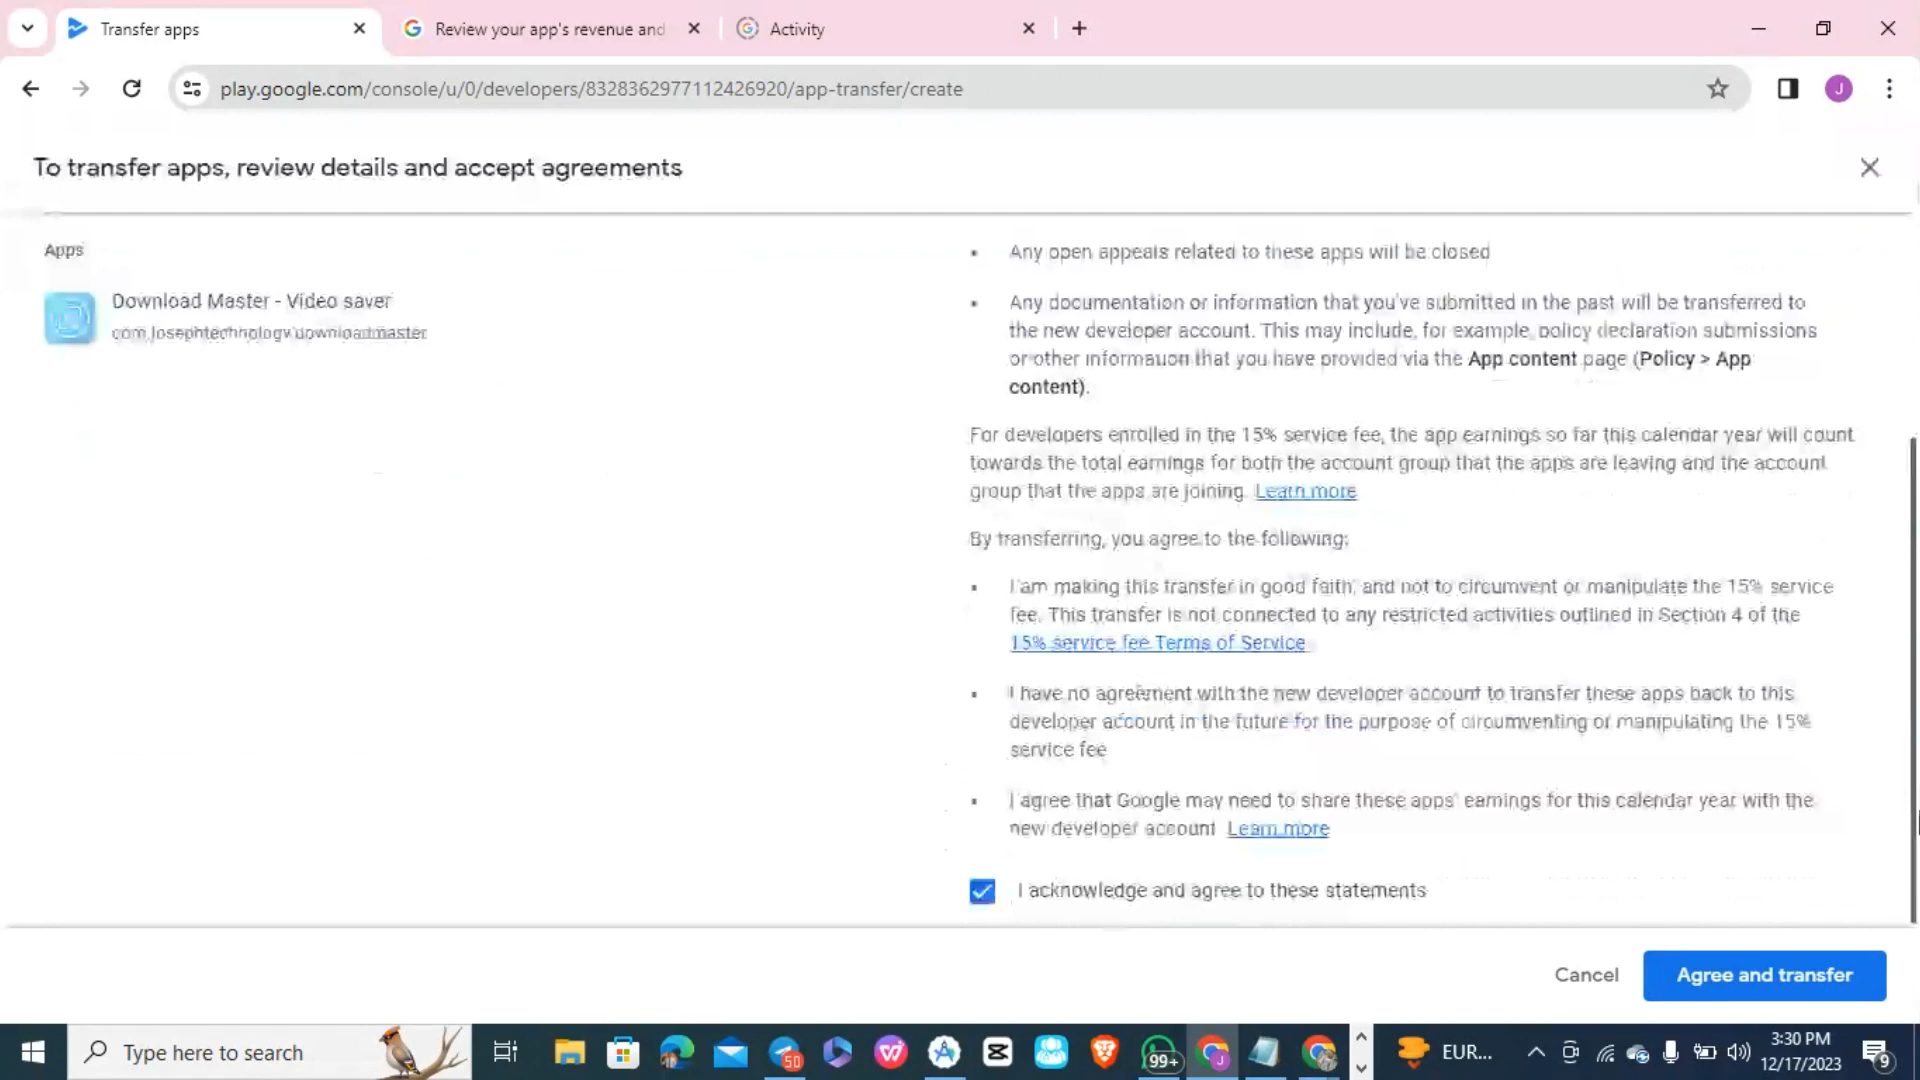 Transfer apps
Review your app's revenue and
Activity
play.google.com/console/u/0/developers/8328362977112426920/app-transfer/create
J
To transfer apps, review details and accept agreements
Apps
Download Master - Video saver
com.josephtechnology.downloadmaster
• Any open appeals related to these apps will be closed
• Any documentation or information that you've submitted in the past will be transferred to
the new developer account. This may include, for example, policy declaration submissions
or other information that you have provided via the App content page (Policy > App
content).
For developers enrolled in the 15% service fee, the app earnings so far this calendar year will count
towards the total earnings for both the account group that the apps are leaving and the account
group that the apps are joining. Learn more
By transferring, you agree to the following:
• I am making this transfer in good faith, and not to circumvent or manipulate the 15% service
fee. This transfer is not connected to any restricted activities outlined in Section 4 of the
15% service fee Terms of Service
• I have no agreement with the new developer account to transfer these apps back to this
developer account in the future for the purpose of circumventing or manipulating the 15%
service fee
• I agree that Google may need to share these apps' earnings for this calendar year with the
new developer account Learn more
I acknowledge and agree to these statements
Cancel
Agree and transfer
Type here to search
50
99+
J
EUR...
3:30 PM
12/17/2023
9